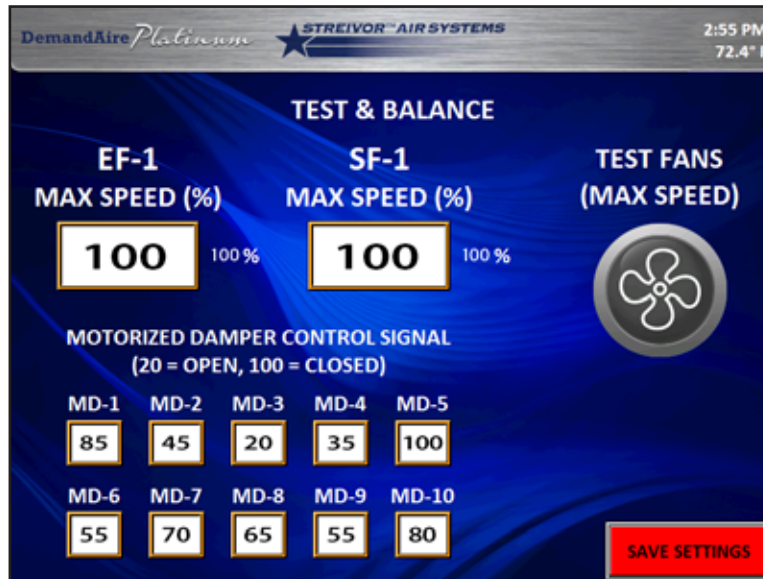 DemandAire Platinum
STREIVOR™ AIR SYSTEMS
2:55 PM
72.4°
TEST & BALANCE
EF-1
MAX SPEED (%)
100
100 %
SF-1
MAX SPEED (%)
100
100 %
TEST FANS
(MAX SPEED)
MOTORIZED DAMPER CONTROL SIGNAL
(20 = OPEN, 100 = CLOSED)
MD-1 MD-2 MD-3 MD-4 MD-5
85 45 20 35 100
MD-6 MD-7 MD-8 MD-9 MD-10
55 70 65 55 80
SAVE SETTINGS